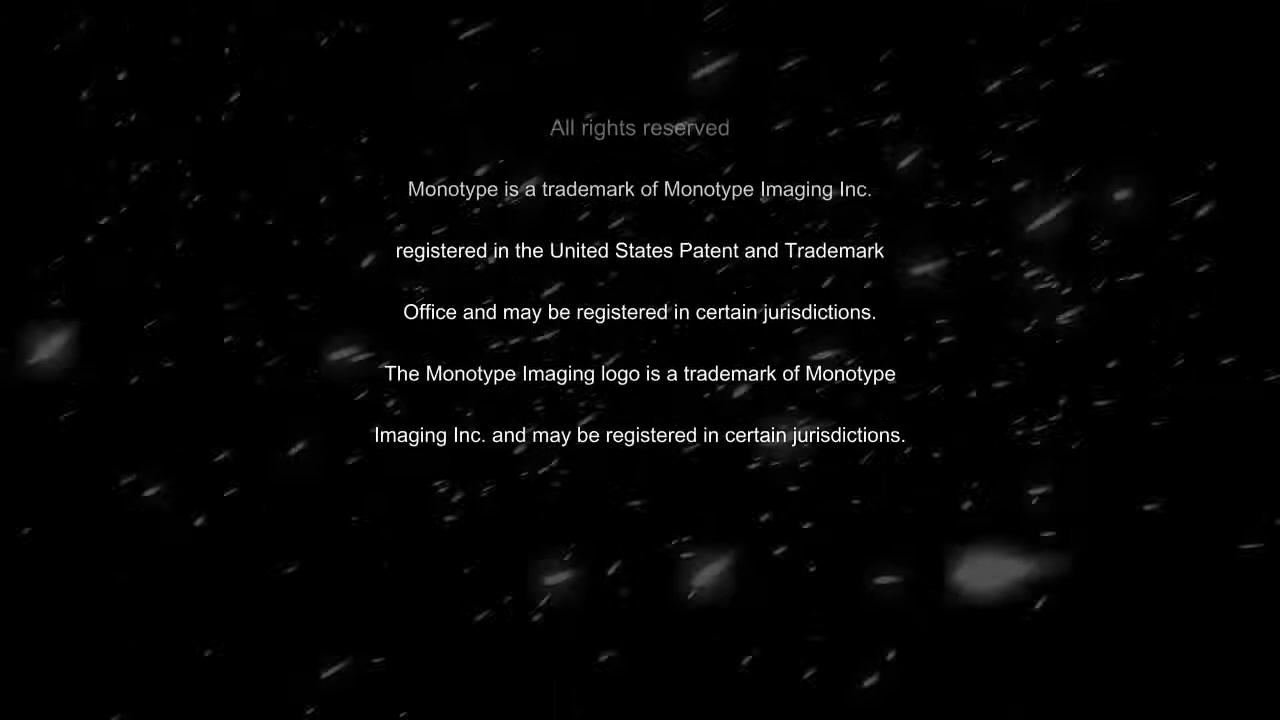 All rights reserved
Monotype is a trademark of Monotype Imaging Inc.
registered in the United States Patent and Trademark
Office and may be registered in certain jurisdictions.
The Monotype Imaging logo is a trademark of Monotype
Imaging Inc. and may be registered in certain jurisdictions.